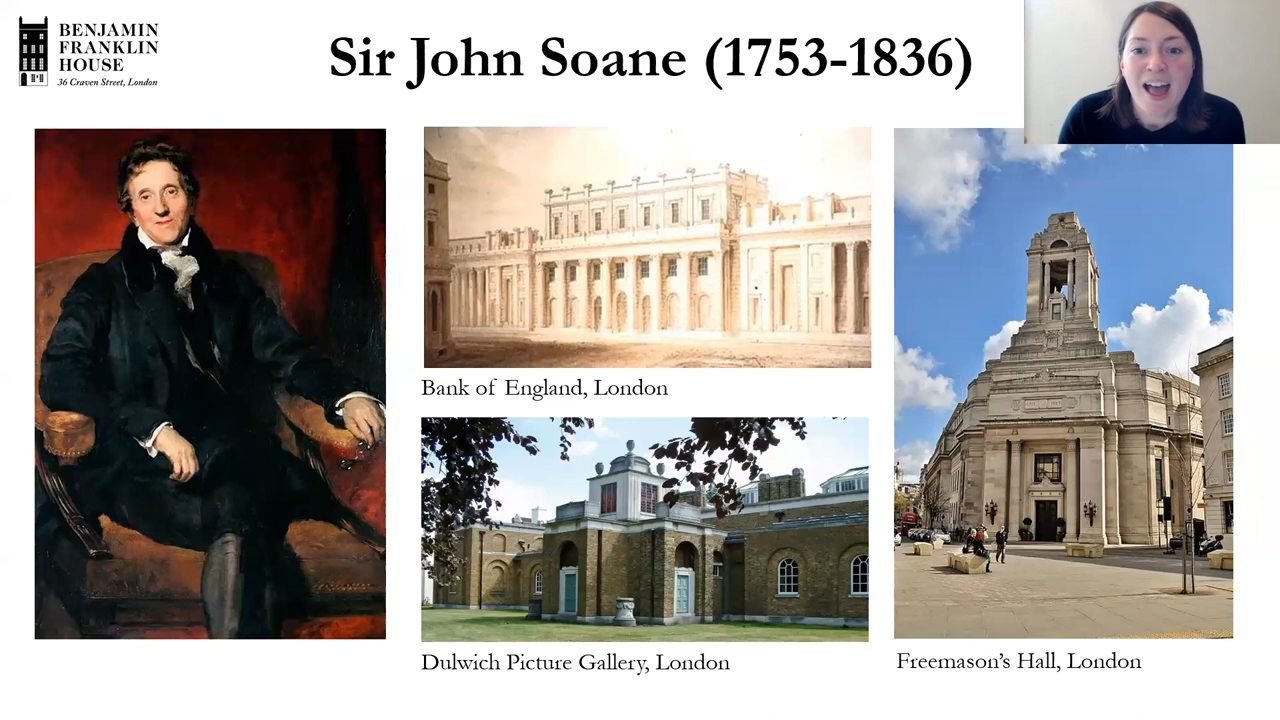 BENJAMIN
FRANKLIN
HOUSE
36 Craven Street, London
Sir John Soane (1753-1836)
Bank of England, London
Dulwich Picture Gallery, London
Freemason’s Hall, London